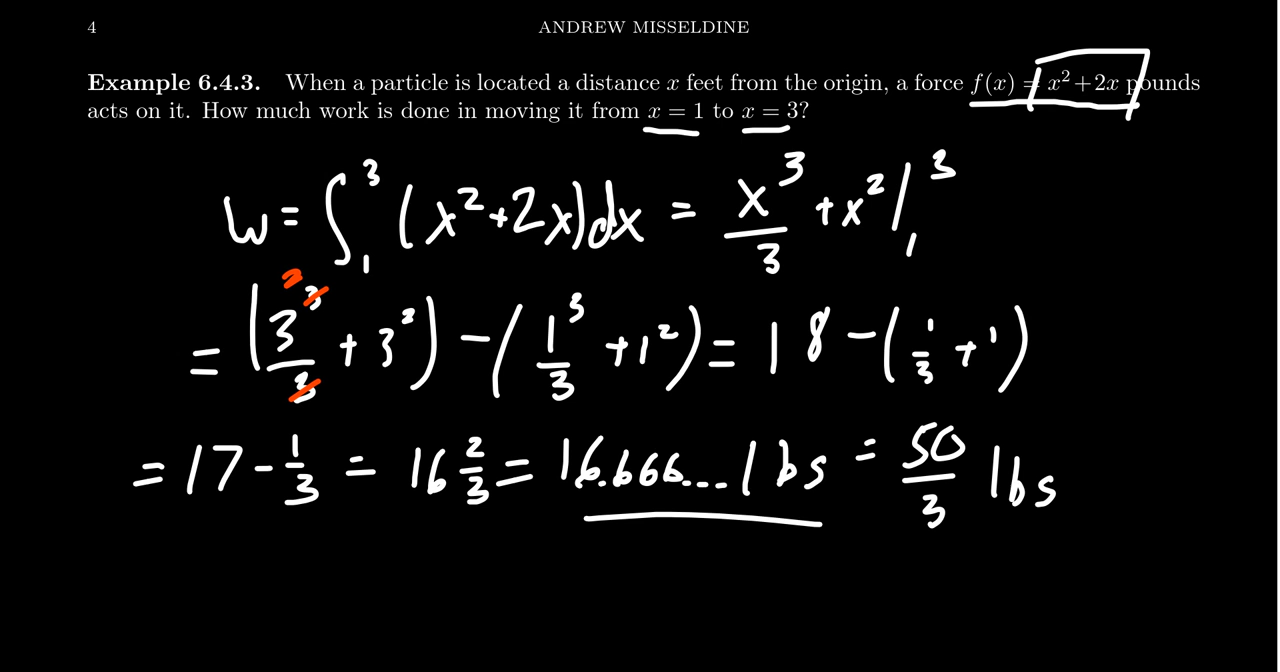 4 ANDREW MISSELDINE
Example 6.4.3. When a particle is located a distance x feet from the origin, a force f(x) = x² + 2x pounds
acts on it. How much work is done in moving it from x = 1 to x = 3?
W = ∫₁³ (x² + 2x)dx = x³/3 + x² |₁³
= (3³/3 + 3²) - (1³/3 + 1²) = 18 - (1/3 + 1)
= 17 - 1/3 = 16 2/3 = 16.666... lbs = 50/3 lbs